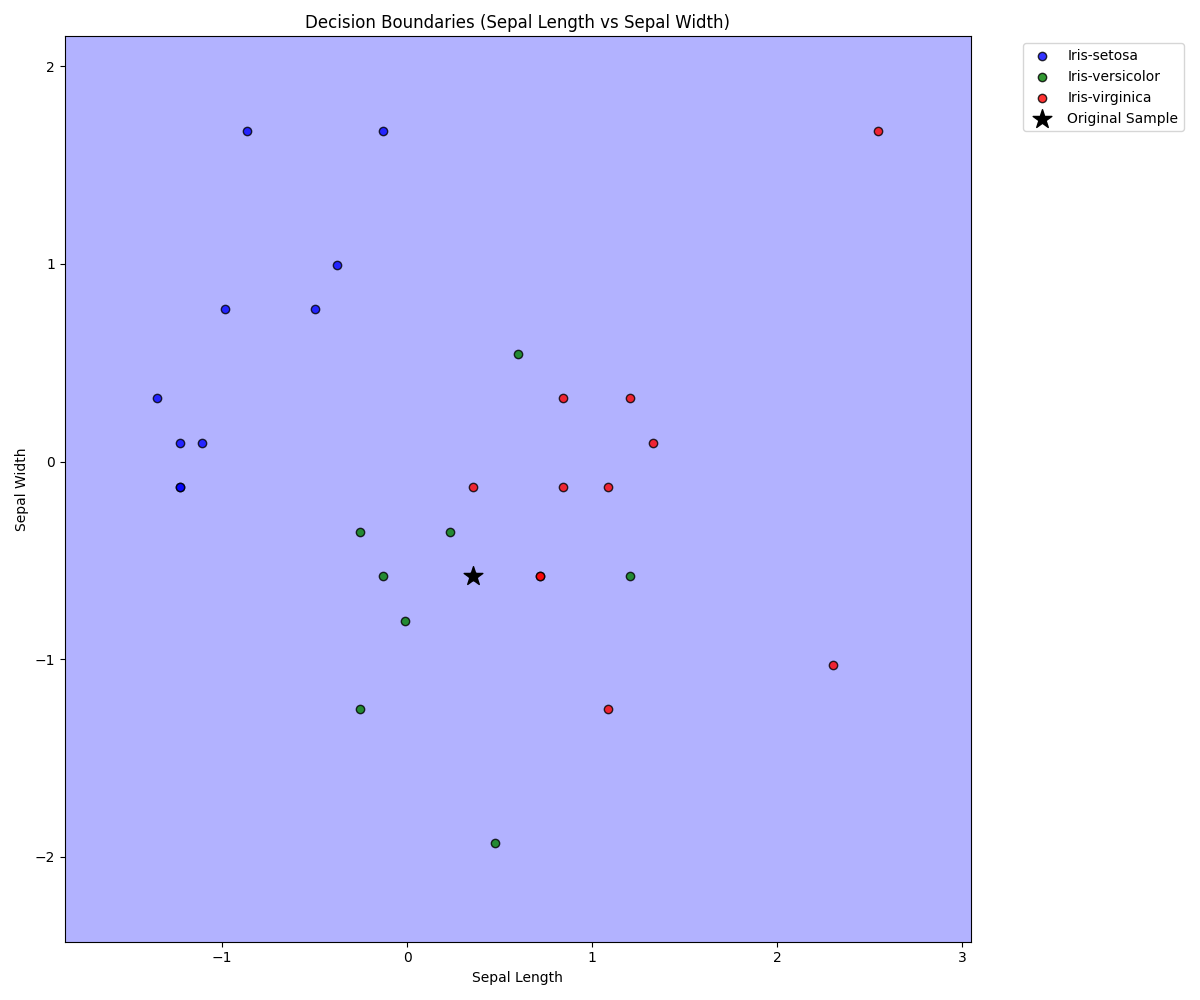 Decision Boundaries (Sepal Length vs Sepal Width)
Iris-setosa
Iris-versicolor
Iris-virginica
Original Sample
2
1
0
−1
−2
Sepal Width
−1
0
1
2
3
Sepal Length